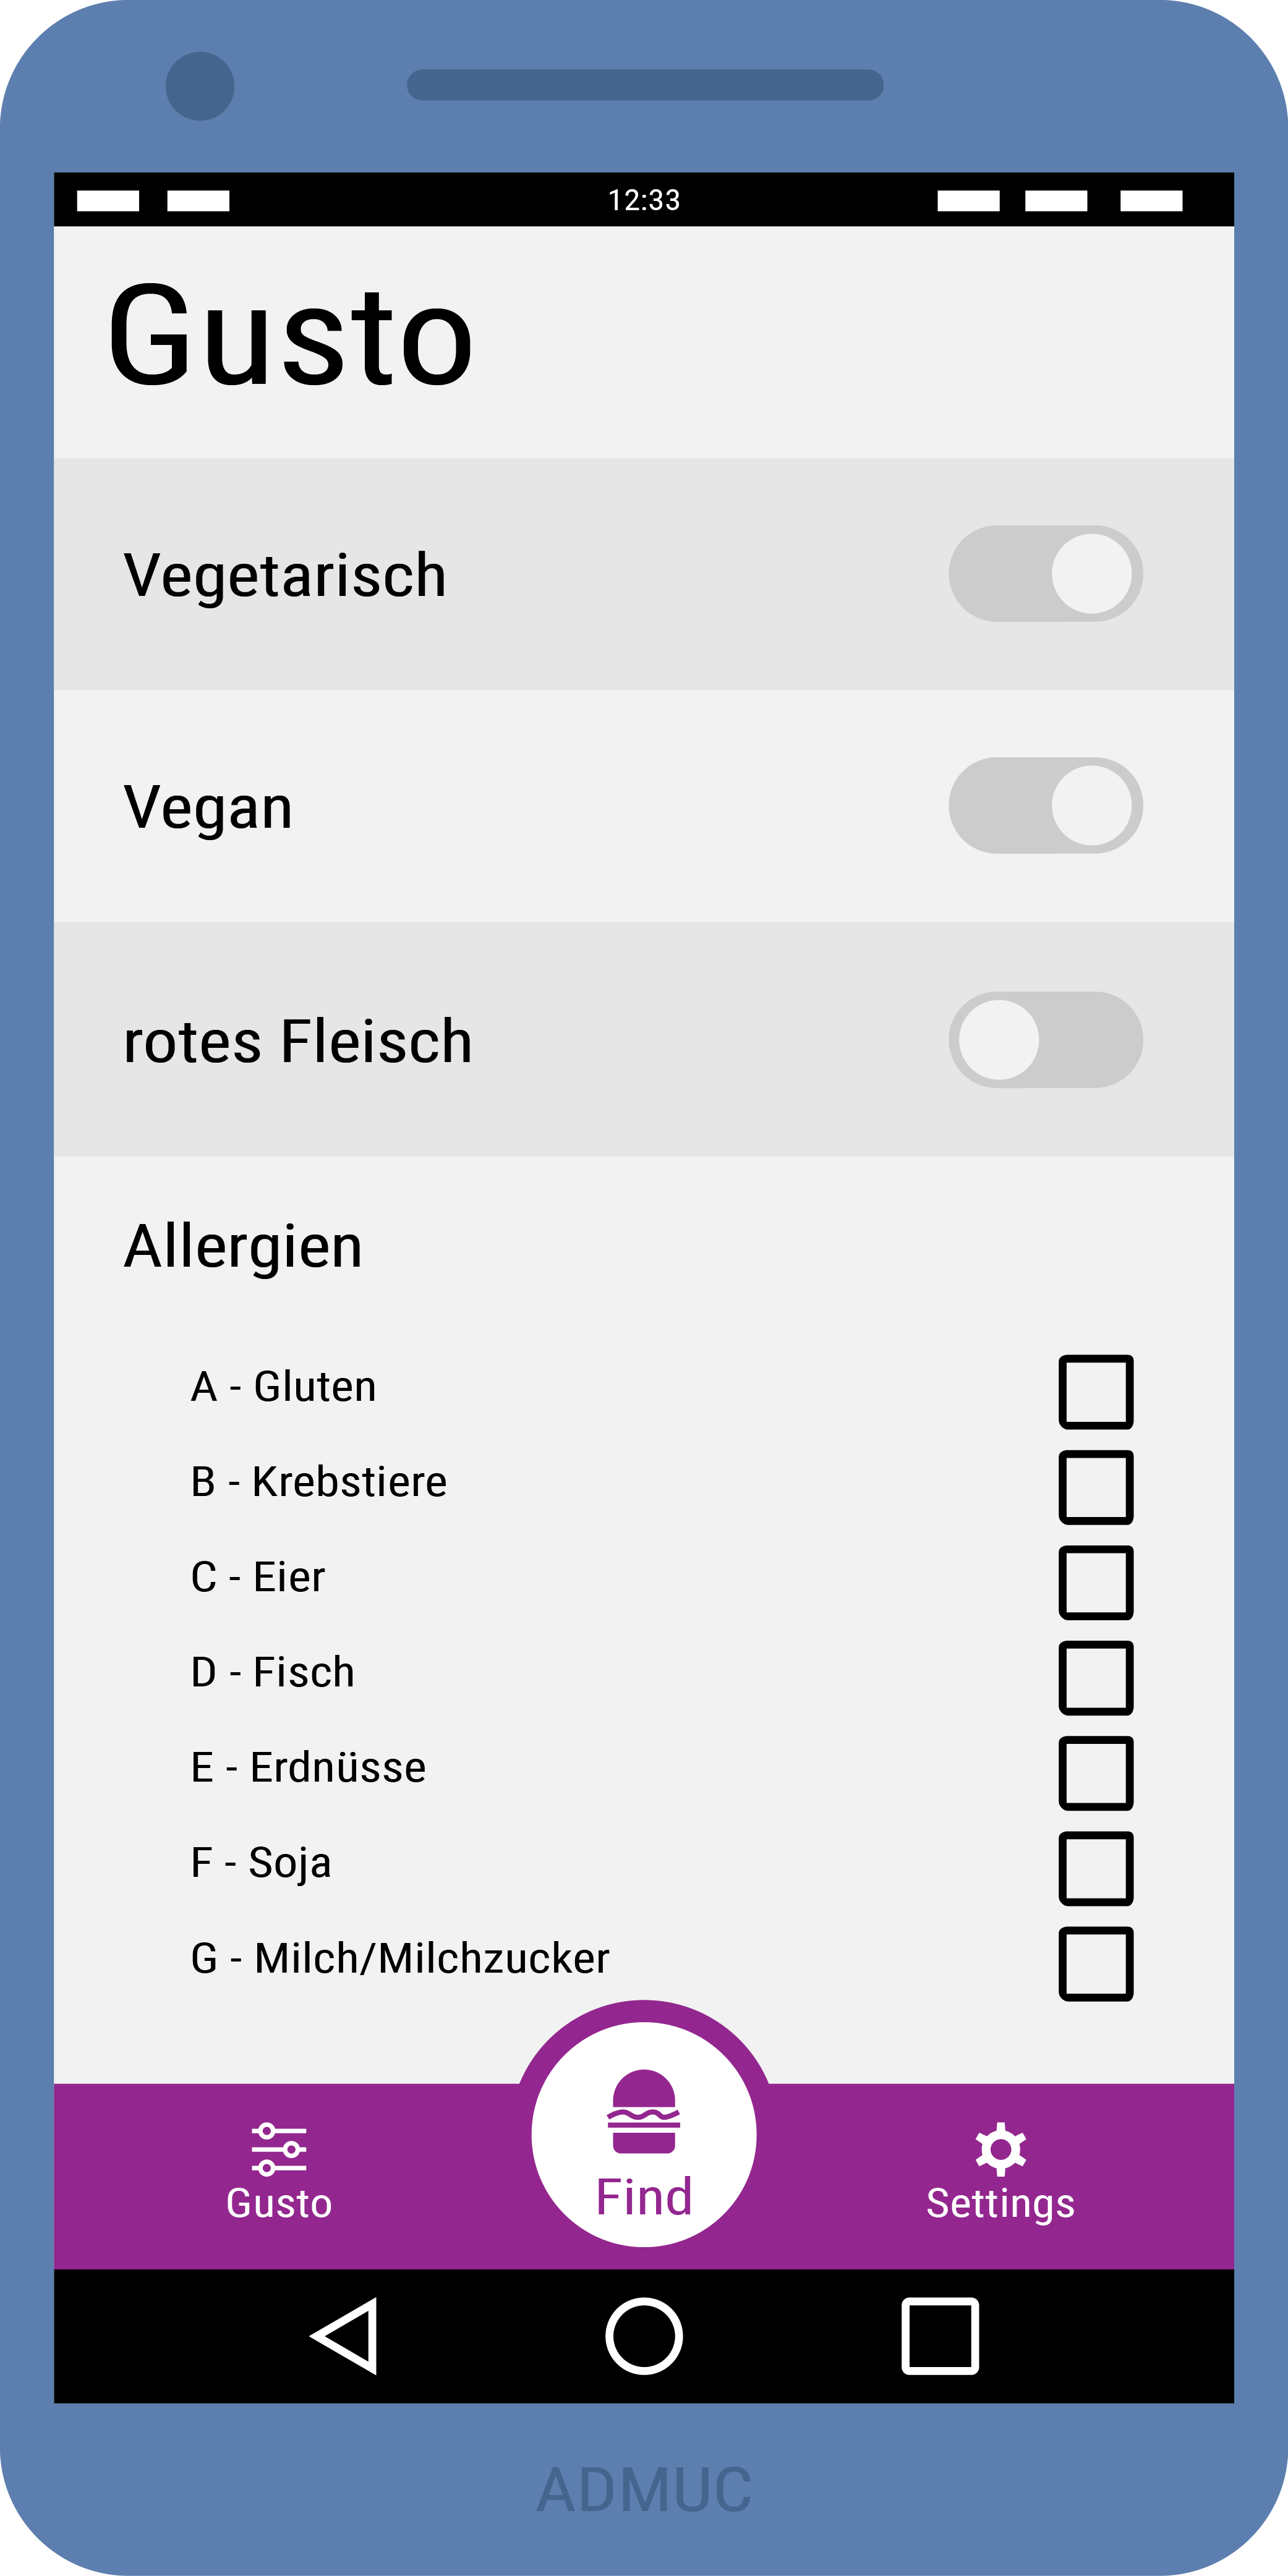 12:33
Gusto
Vegetarisch
Vegan
rotes Fleisch
Allergien
A - Gluten
B - Krebstiere
C - Eier
D - Fisch
E - Erdnüsse
F - Soja
G - Milch/Milchzucker
Gusto
Find
Settings
ADMUC